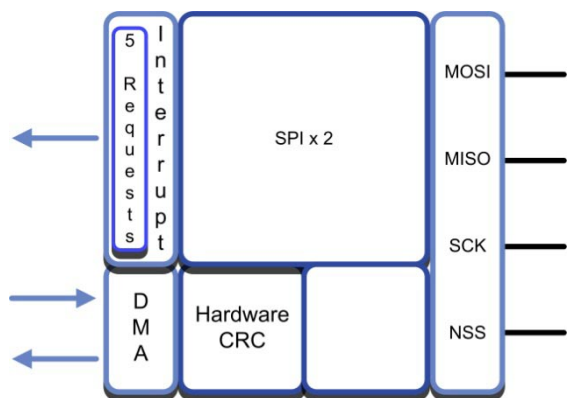 5 Requests
Interrupt
SPI x 2
MOSI
MISO
SCK
NSS
DMA
Hardware
CRC